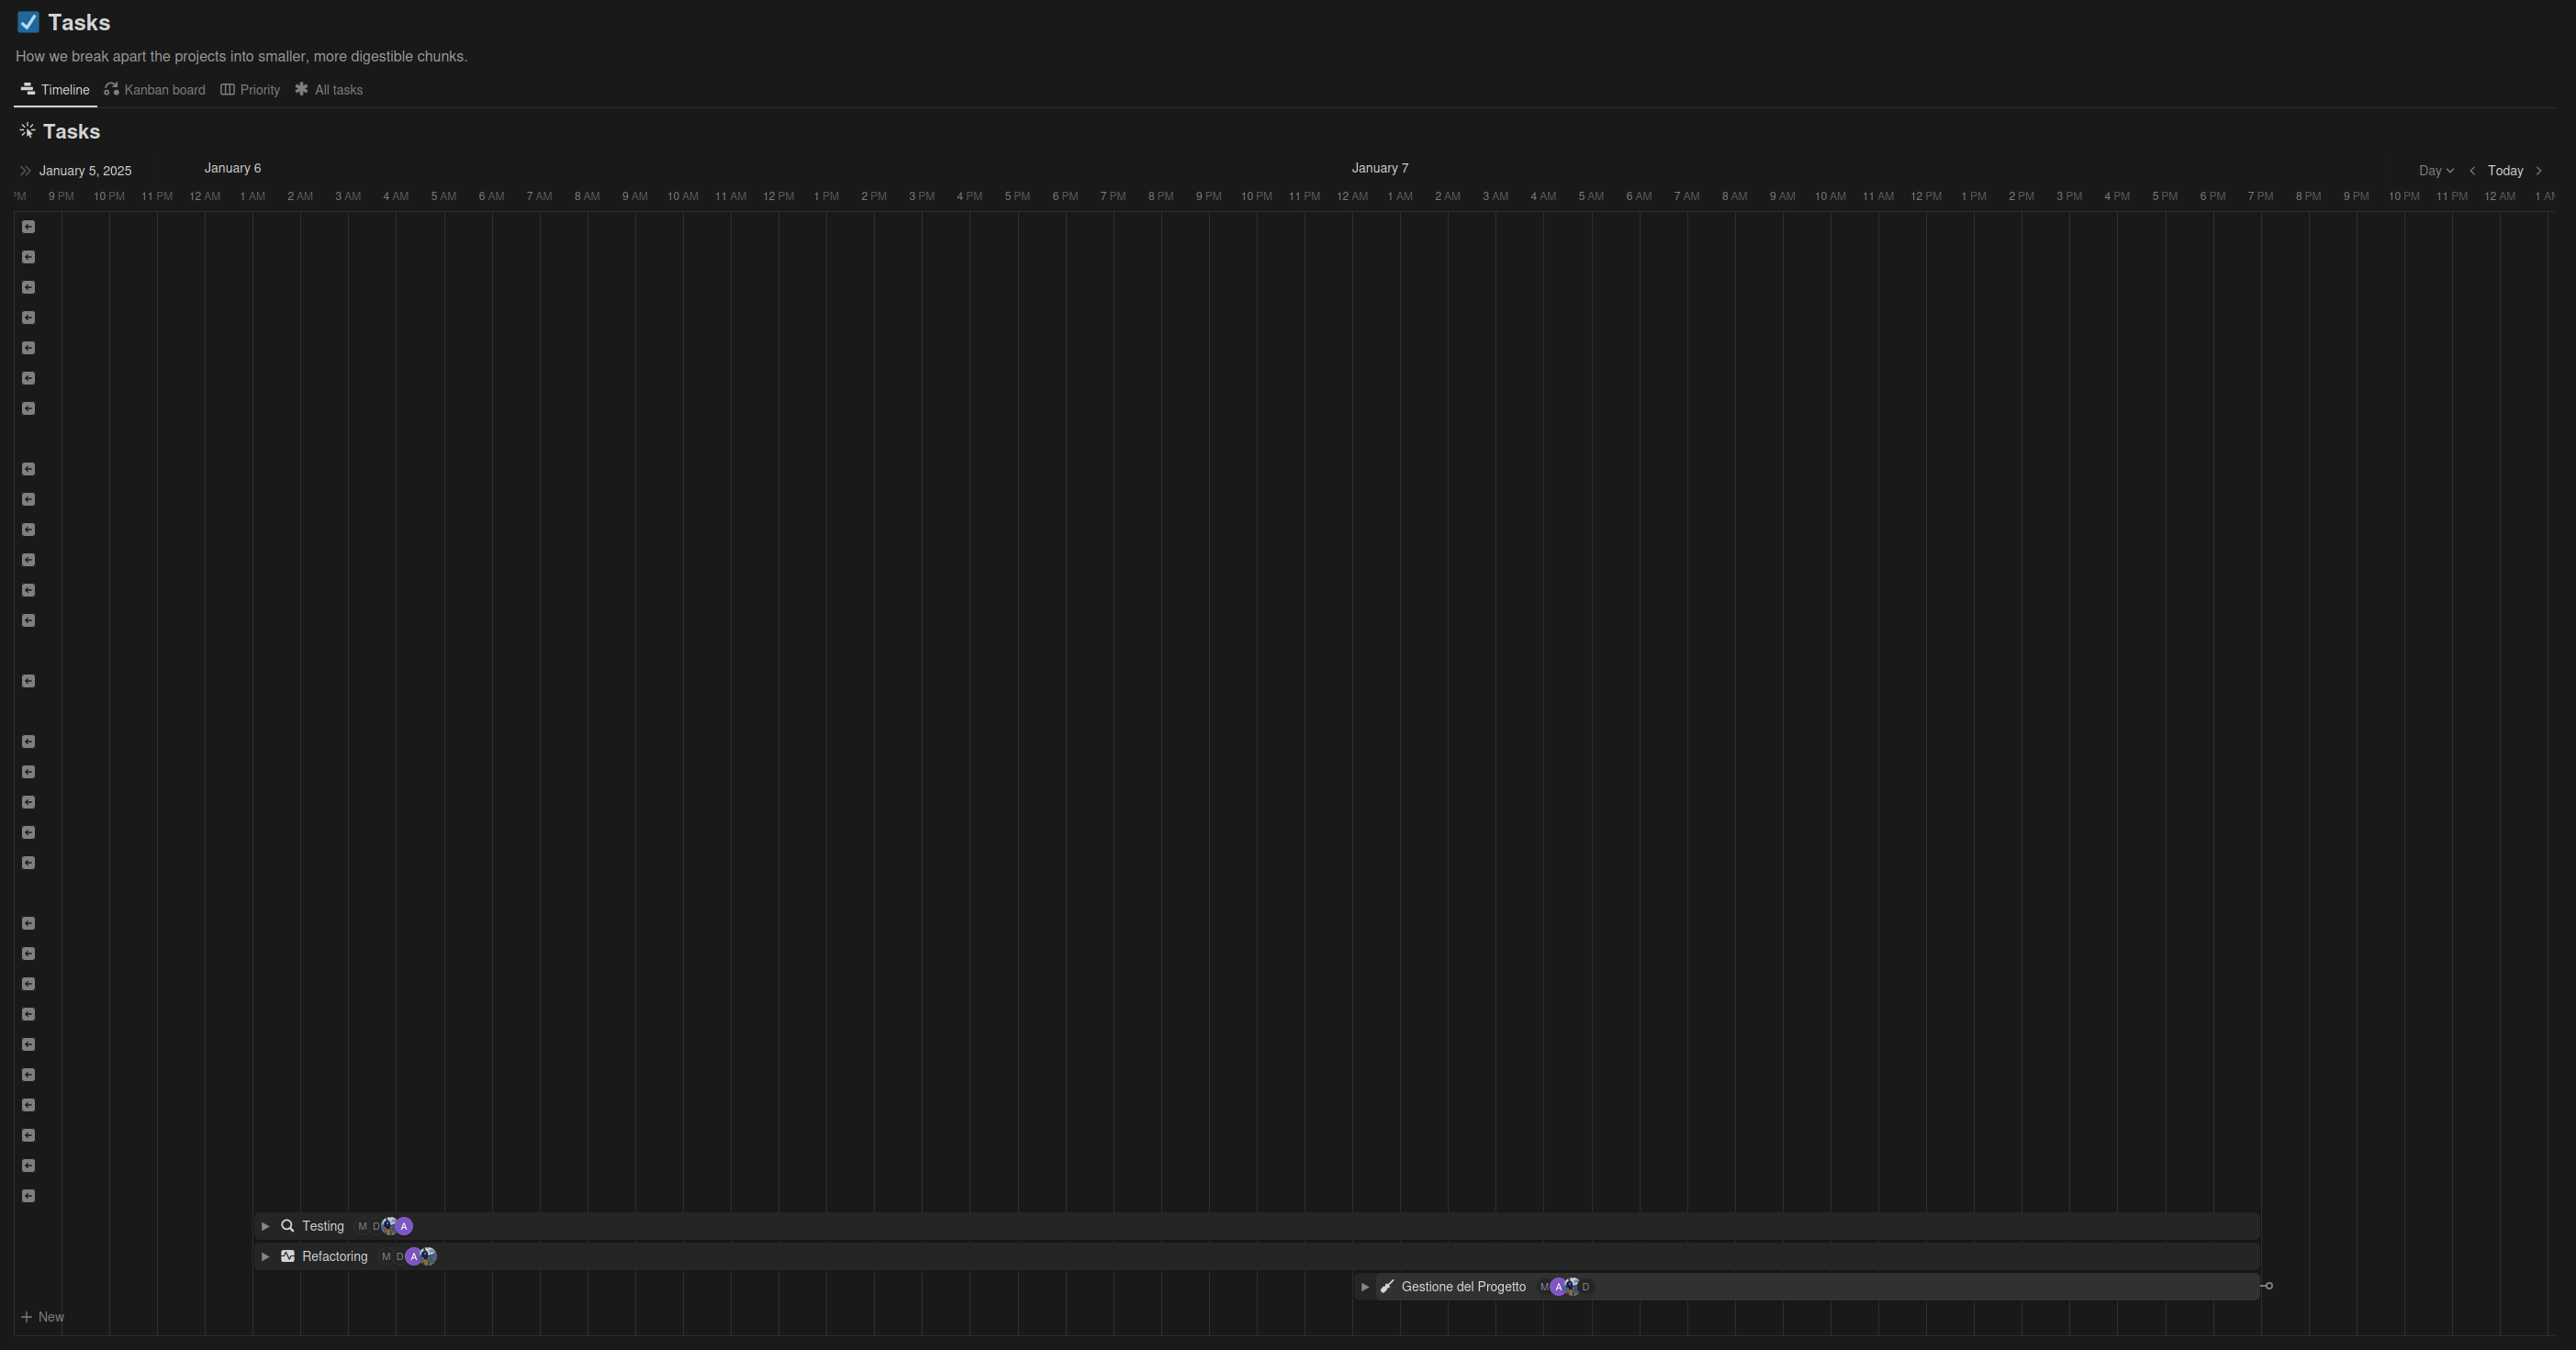 Tasks
How we break apart the projects into smaller, more digestible chunks.
Timeline Kanban board Priority All tasks
Tasks
January 5, 2025 January 6 January 7 Day Today
PM 9 PM 10 PM 11 PM 12 AM 1 AM 2 AM 3 AM 4 AM 5 AM 6 AM 7 AM 8 AM 9 AM 10 AM 11 AM 12 PM 1 PM 2 PM 3 PM 4 PM 5 PM 6 PM 7 PM 8 PM 9 PM 10 PM 11 PM 12 AM 1 AM 2 AM 3 AM 4 AM 5 AM 6 AM 7 AM 8 AM 9 AM 10 AM 11 AM 12 PM 1 PM 2 PM 3 PM 4 PM 5 PM 6 PM 7 PM 8 PM 9 PM 10 PM 11 PM 12 AM 1 A
Testing M D A
Refactoring M D A
Gestione del Progetto M A D
New